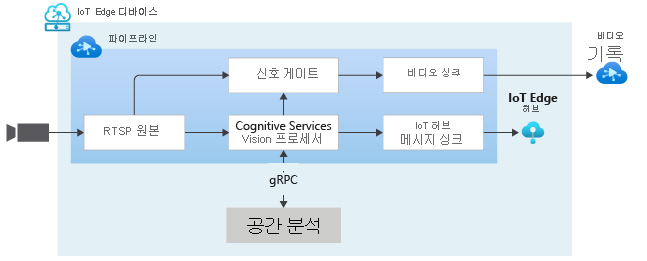 IoT Edge 디바이스
파이프라인
비디오
기록
신호 게이트
비디오 싱크
IoT Edge
허브
RTSP 원본
Cognitive Services
Vision 프로세서
IoT 허브
메시지 싱크
gRPC
공간 분석